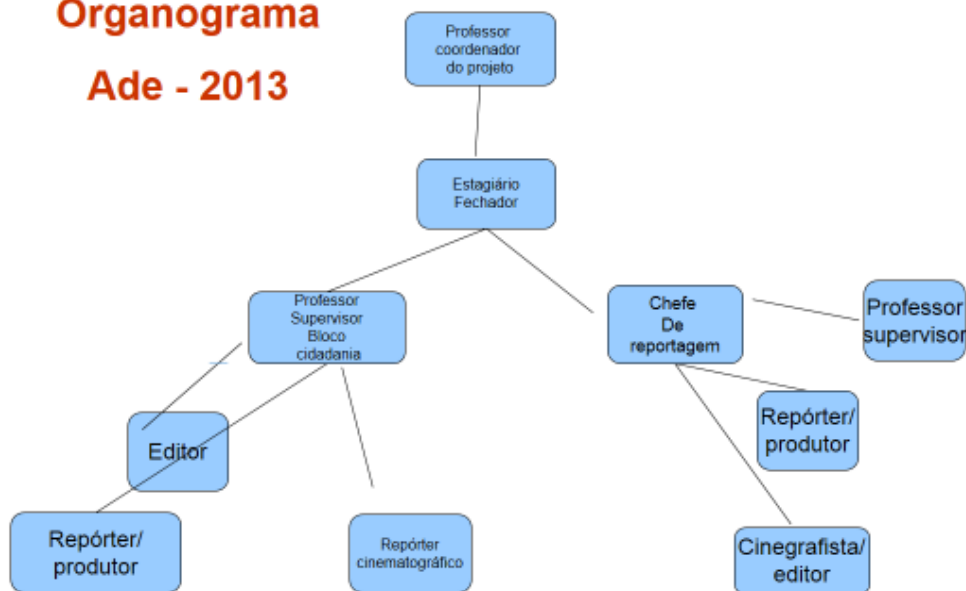 Organograma
Ade - 2013
Professor
coordenador
do projeto
Estagiário
Fechador
Professor
Supervisor
Bloco
cidadania
Chefe
De
reportagem
Professor
supervisor
Editor
Repórter/
produtor
Repórter/
produtor
Repórter
cinematográfico
Cinegrafista/
editor